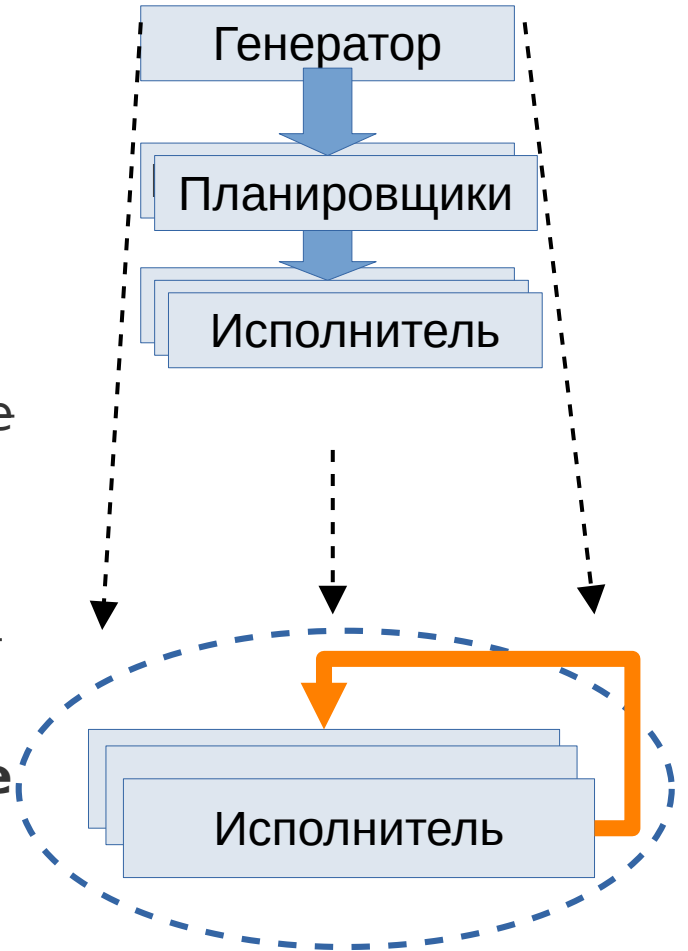 Генератор
Планировщики
Исполнитель
е
е
Исполнитель